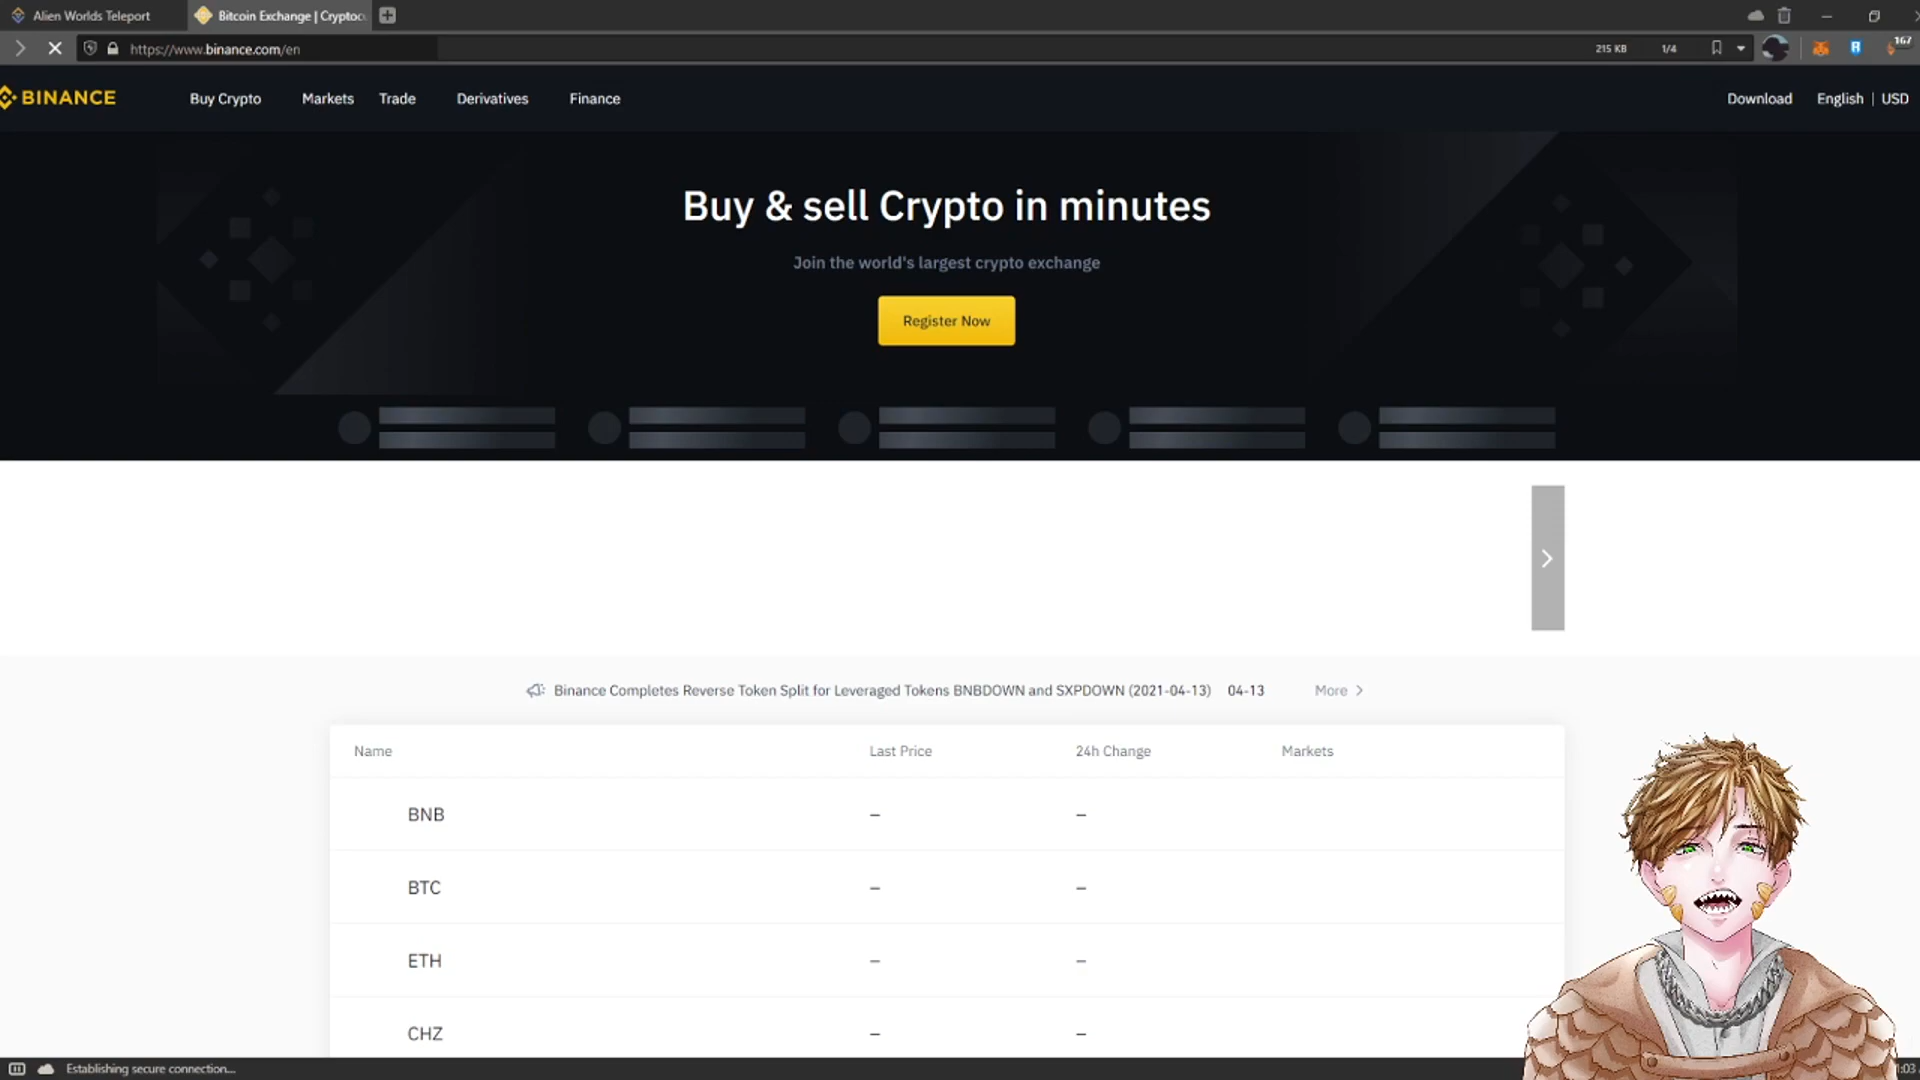 Alien Worlds Teleport
Bitcoin Exchange | Cryptoc
https://www.binance.com/en
215 KB
1/4
167
BINANCE
Buy Crypto
Markets
Trade
Derivatives
Finance
Download
English | USD
Buy & sell Crypto in minutes
Join the world's largest crypto exchange
Register Now
Binance Completes Reverse Token Split for Leveraged Tokens BNBDOWN and SXPDOWN (2021-04-13) 04-13 More
Name Last Price 24h Change Markets
BNB – –
BTC – –
ETH – –
CHZ – –
Establishing secure connection...
:03